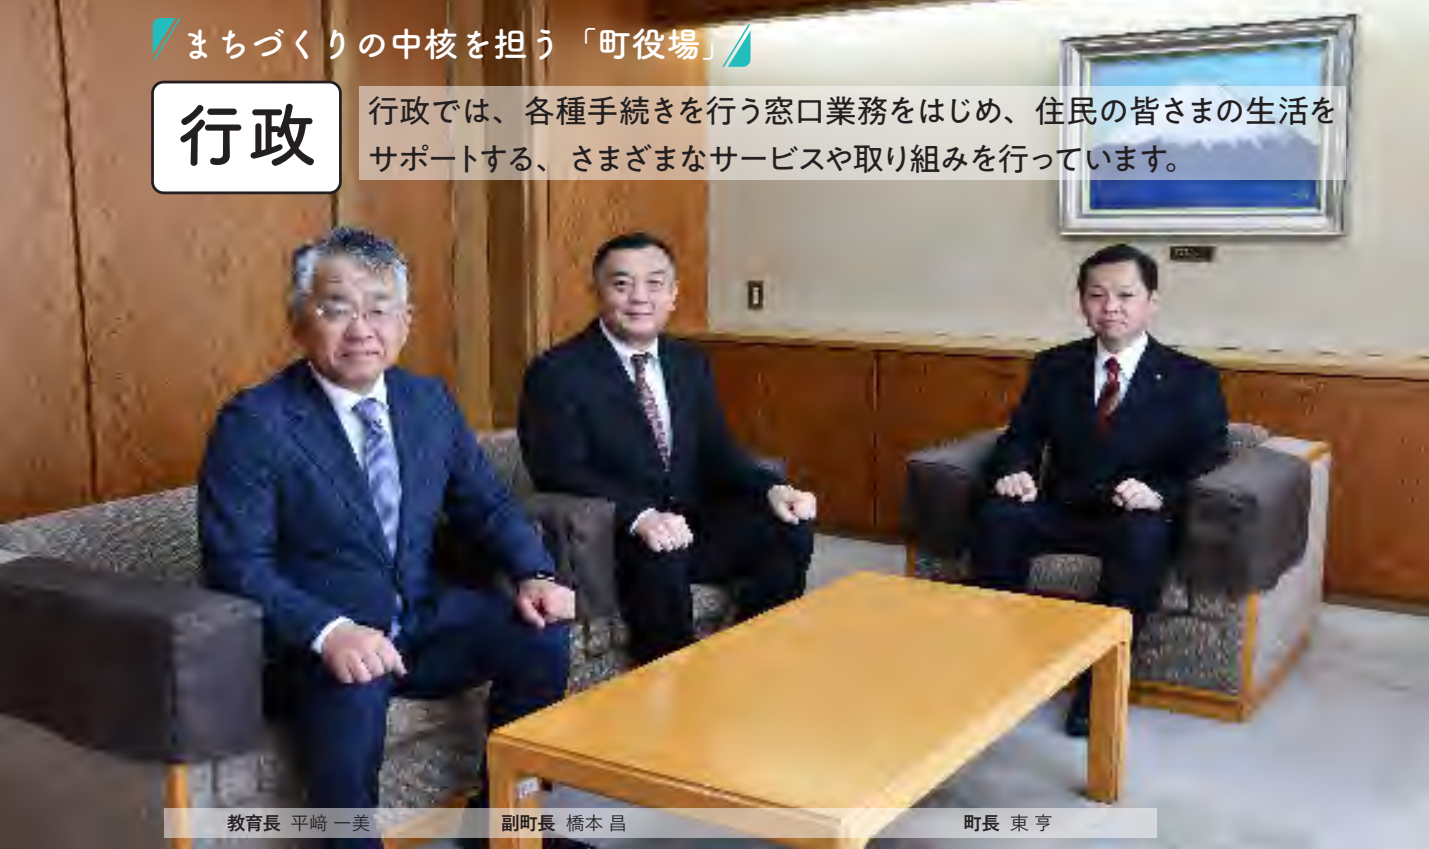 まちづくりの中核を担う「町役場」
行政
行政では、各種手続きを行う窓口業務をはじめ、住民の皆さまの生活を
サポートする、さまざまなサービスや取り組みを行っています。
教育長 平﨑 一美 副町長 橋本 昌 町長 東 亨